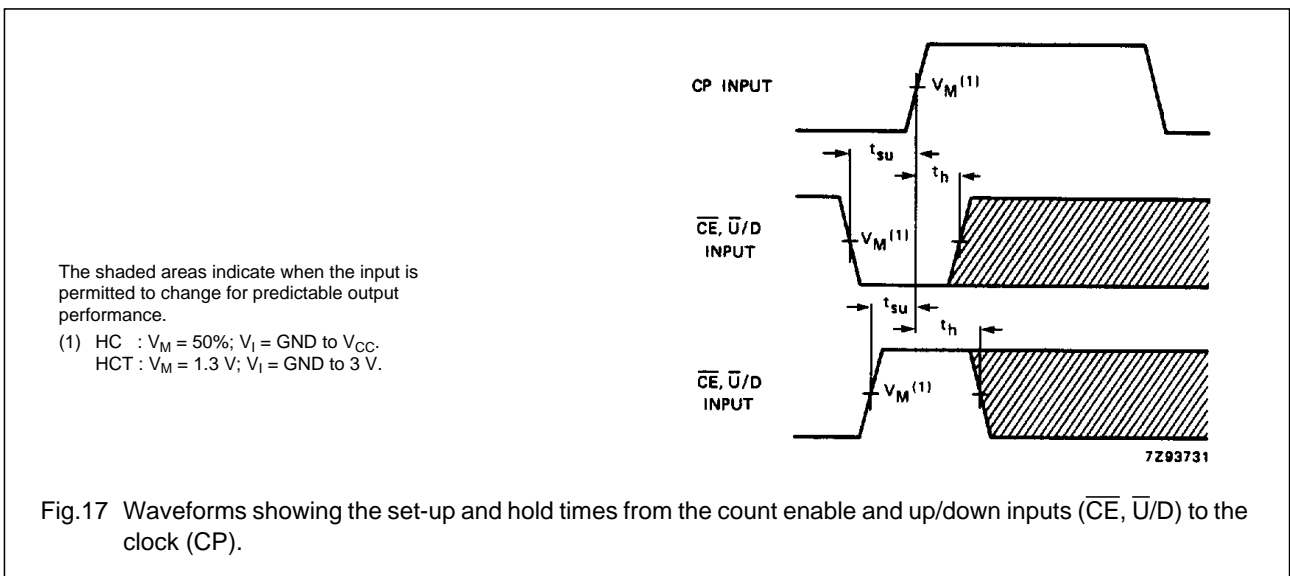 CP INPUT
V_M(1)
t_su
t_h
C̅E̅, U̅/D
INPUT
V_M(1)
t_su
t_h
C̅E̅, U̅/D
INPUT
V_M(1)
7Z93731
The shaded areas indicate when the input is
permitted to change for predictable output
performance.
(1) HC : V_M = 50%; V_I = GND to V_CC.
HCT : V_M = 1.3 V; V_I = GND to 3 V.
Fig.17 Waveforms showing the set-up and hold times from the count enable and up/down inputs (C̅E̅, U̅/D) to the
clock (CP).